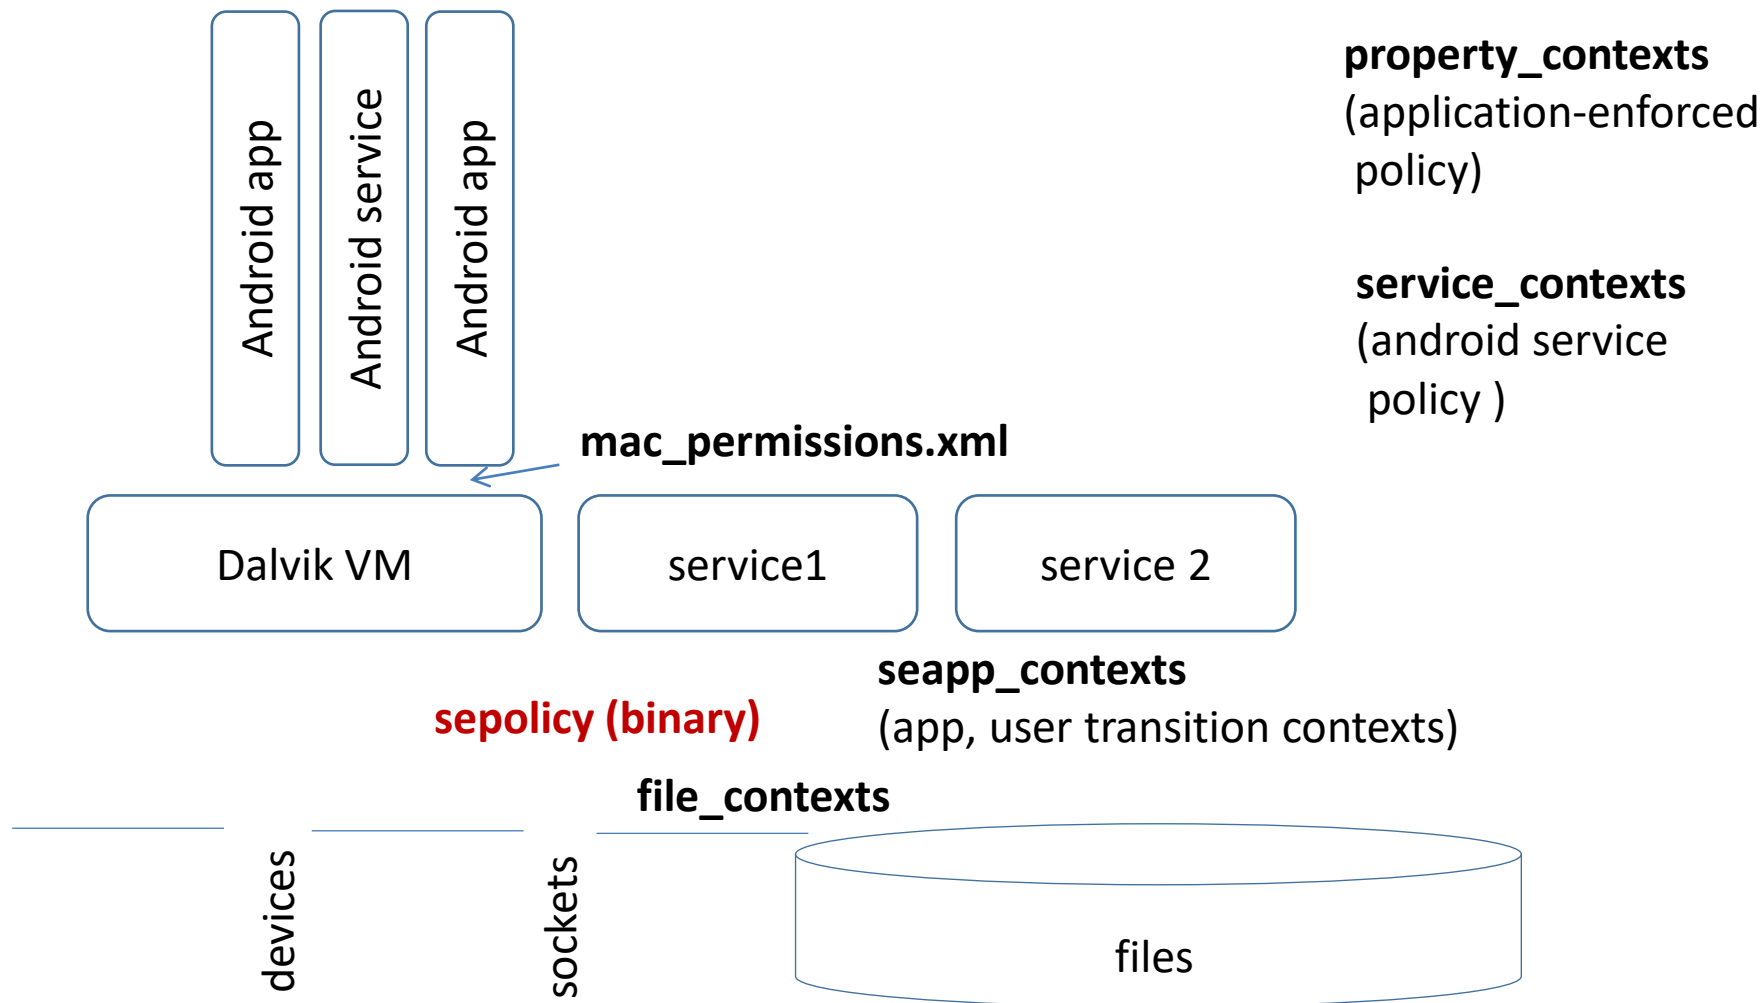 Android app
Android service
Android app
property_contexts
(application-enforced
policy)
service_contexts
(android service
policy )
mac_permissions.xml
Dalvik VM
service1
service 2
seapp_contexts
(app, user transition contexts)
sepolicy (binary)
file_contexts
devices
sockets
files